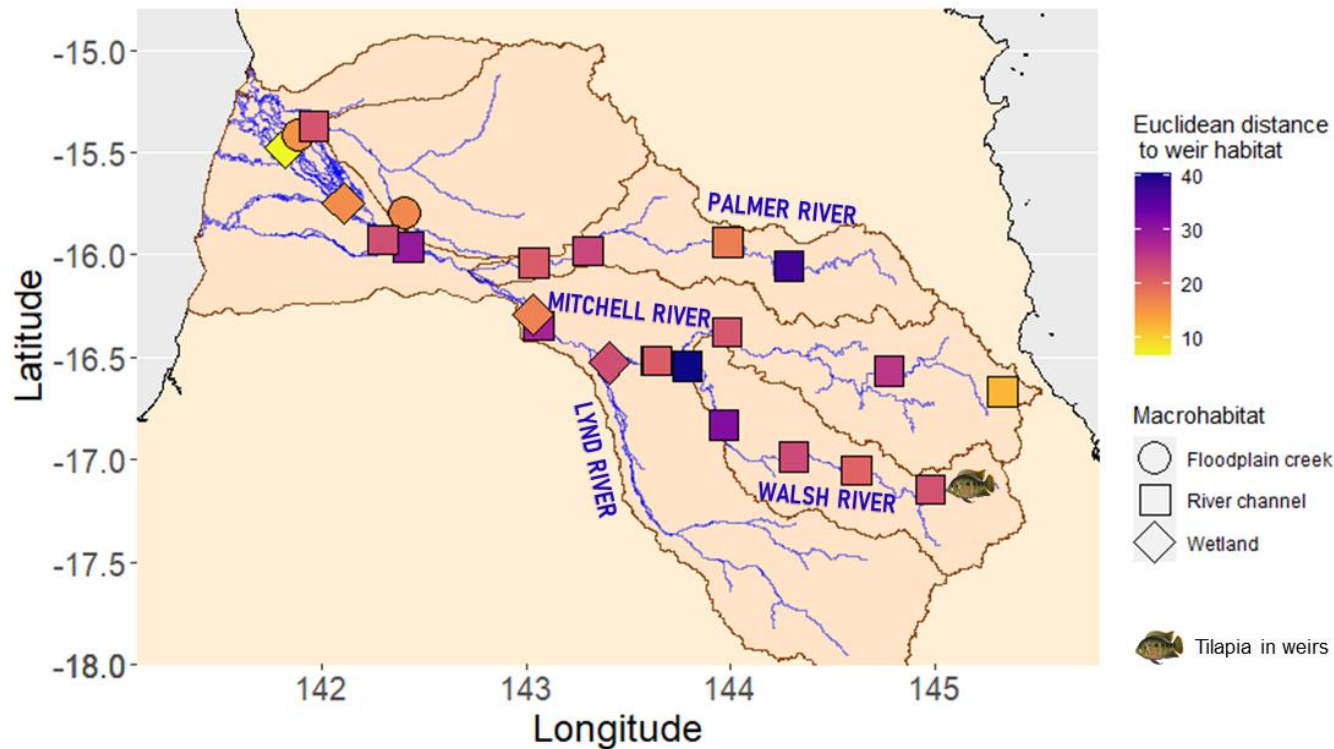 -15.0
-15.5
-16.0
-16.5
-17.0
-17.5
-18.0
Latitude
142
143
144
145
Longitude
PALMER RIVER
MITCHELL RIVER
LYND RIVER
WALSH RIVER
Euclidean distance
to weir habitat
40
30
20
10
Macrohabitat
Floodplain creek
River channel
Wetland
Tilapia in weirs